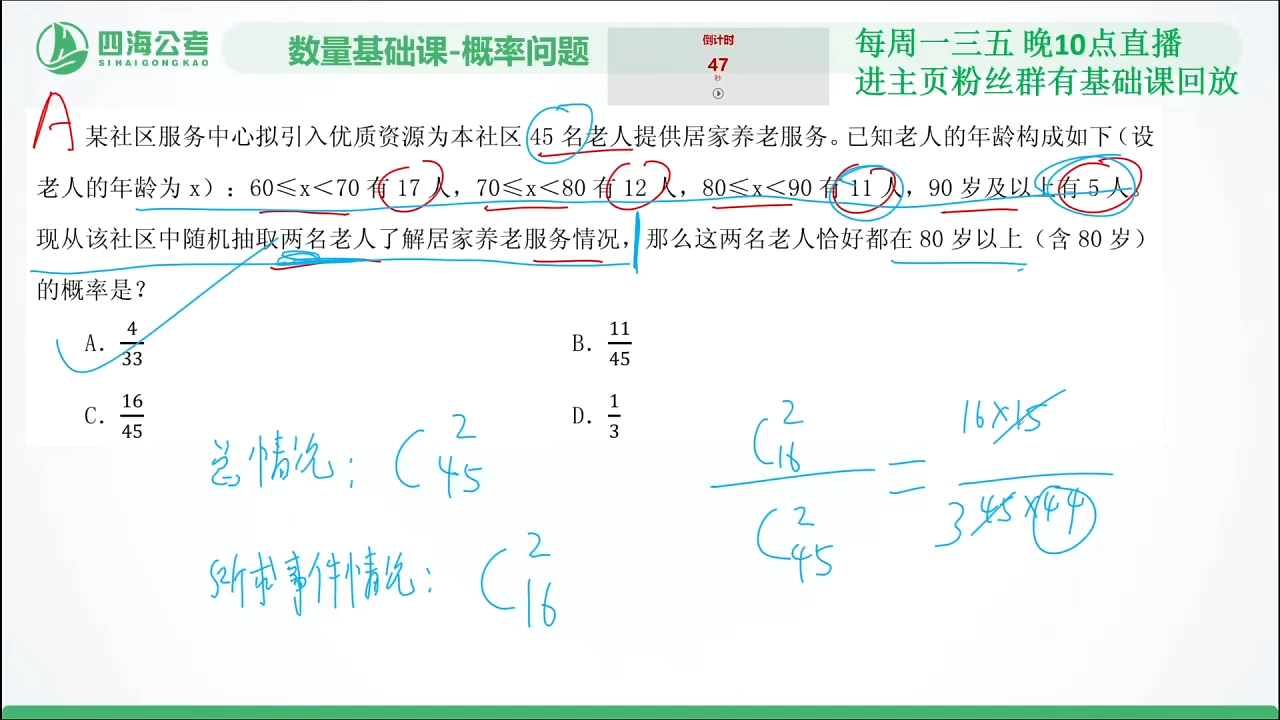 四海公考
SIHAIGONGKAO
数量基础课-概率问题
倒计时
47
秒
每周一三五 晚10点直播
进主页粉丝群有基础课回放
A
某社区服务中心拟引入优质资源为本社区 45 名老人提供居家养老服务。已知老人的年龄构成如下（设
老人的年龄为 x）：60≤x＜70 有 17 人，70≤x＜80 有 12 人，80≤x＜90 有 11 人，90 岁及以上有 5 人。
现从该社区中随机抽取两名老人了解居家养老服务情况，那么这两名老人恰好都在 80 岁以上（含 80 岁）
的概率是？
A. 4/33
B. 11/45
C. 16/45
D. 1/3
总情况：C 2 45
所求事件情况：C 2 16
C 2 16
C 2 45
=
16×15
3 45×44